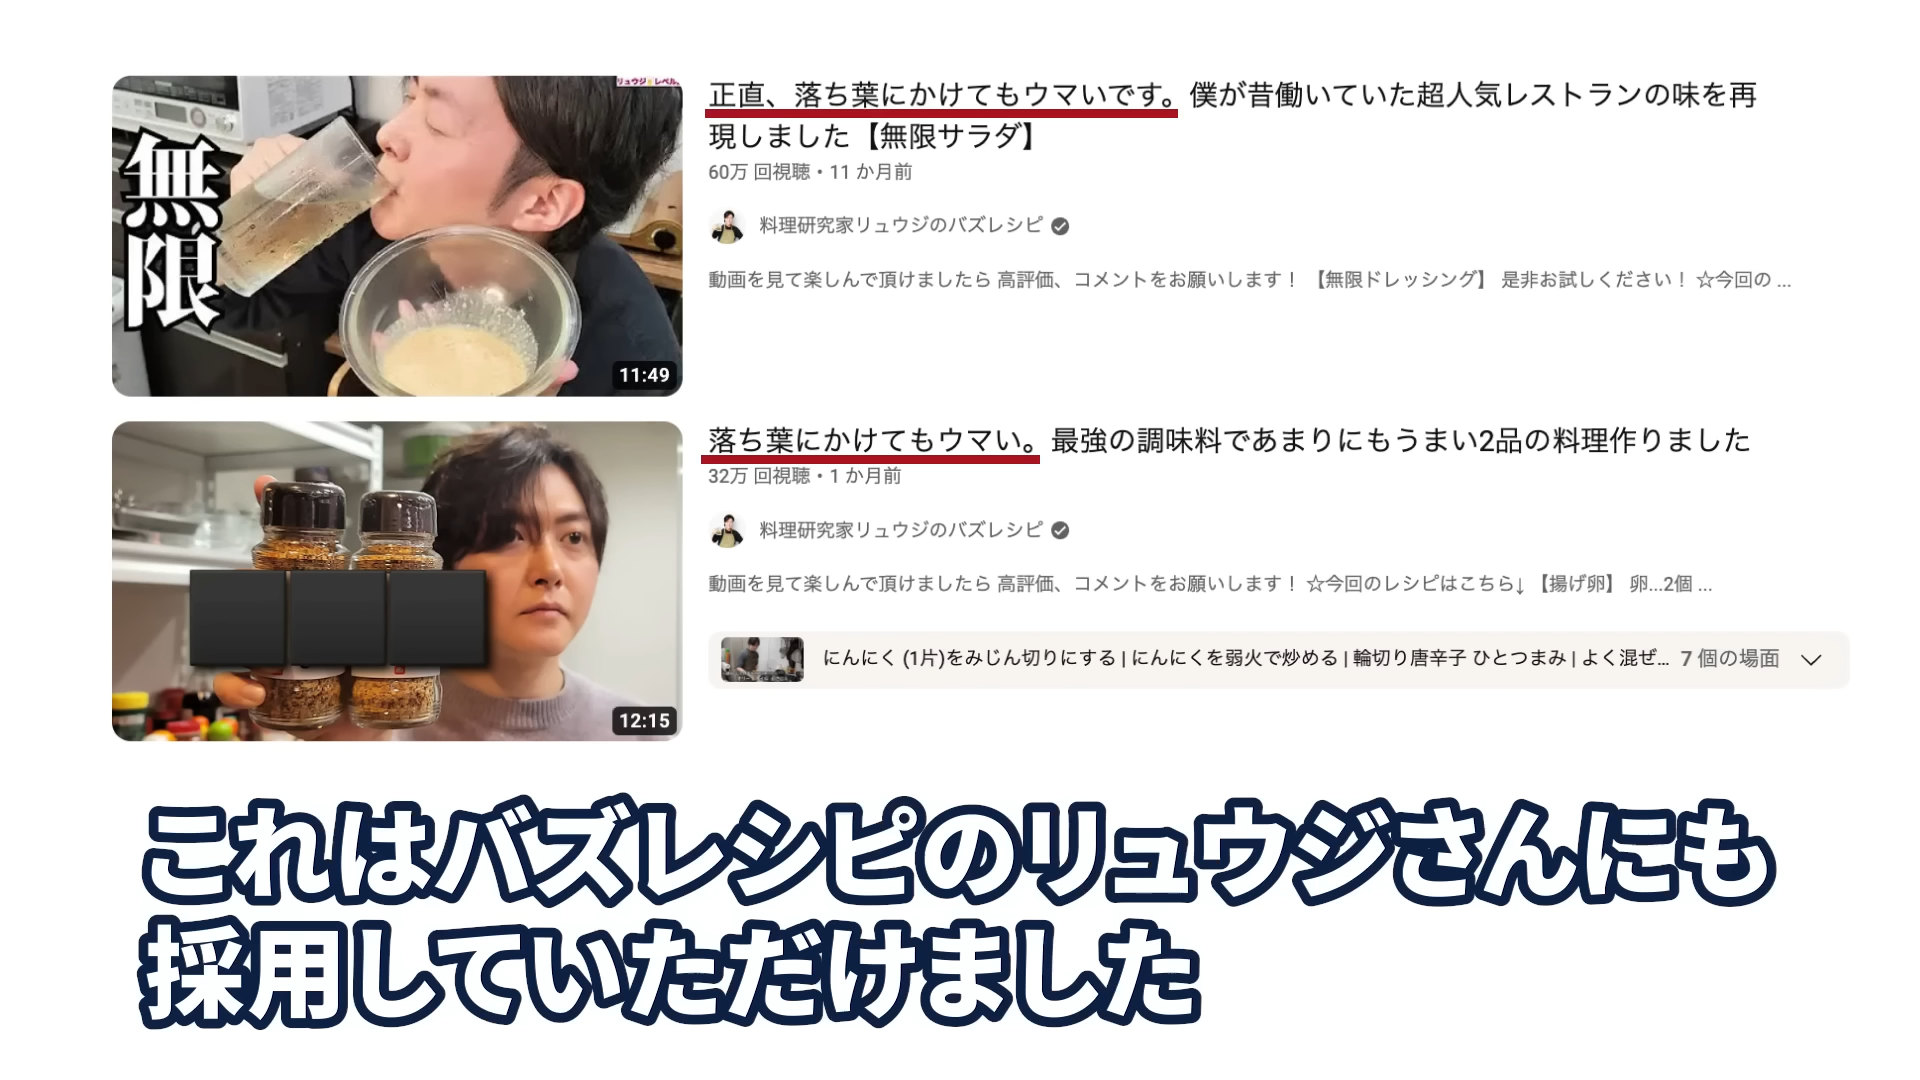 リュウジ★レベル
無限
11:49
正直、落ち葉にかけてもウマいです。僕が昔働いていた超人気レストランの味を再
現しました【無限サラダ】
60万 回視聴・11 か月前
料理研究家リュウジのバズレシピ
動画を見て楽しんで頂けましたら 高評価、コメントをお願いします！ 【無限ドレッシング】 是非お試しください！ ☆今回の ...
12:15
落ち葉にかけてもウマい。最強の調味料であまりにもうまい2品の料理作りました
32万 回視聴・1 か月前
料理研究家リュウジのバズレシピ
動画を見て楽しんで頂けましたら 高評価、コメントをお願いします！ ☆今回のレシピはこちら↓ 【揚げ卵】 卵...2個 ...
にんにく (1片)をみじん切りにする | にんにくを弱火で炒める | 輪切り唐辛子 ひとつまみ | よく混ぜ... 7 個の場面
これはバズレシピのリュウジさんにも
採用していただけました